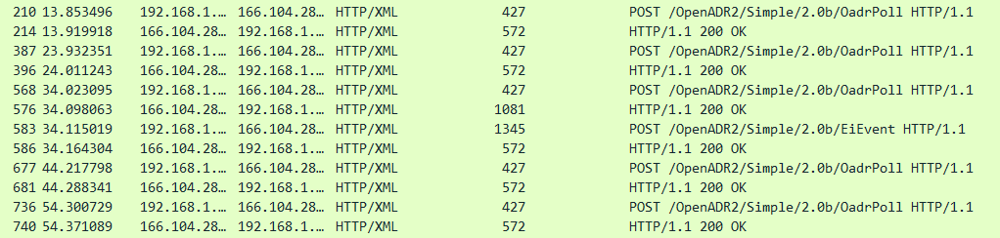 210 13.853496 192.168.1.… 166.104.28… HTTP/XML 427 POST /OpenADR2/Simple/2.0b/OadrPoll HTTP/1.1
214 13.919918 166.104.28… 192.168.1.… HTTP/XML 572 HTTP/1.1 200 OK
387 23.932351 192.168.1.… 166.104.28… HTTP/XML 427 POST /OpenADR2/Simple/2.0b/OadrPoll HTTP/1.1
396 24.011243 166.104.28… 192.168.1.… HTTP/XML 572 HTTP/1.1 200 OK
568 34.023095 192.168.1.… 166.104.28… HTTP/XML 427 POST /OpenADR2/Simple/2.0b/OadrPoll HTTP/1.1
576 34.098063 166.104.28… 192.168.1.… HTTP/XML 1081 HTTP/1.1 200 OK
583 34.115019 192.168.1.… 166.104.28… HTTP/XML 1345 POST /OpenADR2/Simple/2.0b/EiEvent HTTP/1.1
586 34.164304 166.104.28… 192.168.1.… HTTP/XML 572 HTTP/1.1 200 OK
677 44.217798 192.168.1.… 166.104.28… HTTP/XML 427 POST /OpenADR2/Simple/2.0b/OadrPoll HTTP/1.1
681 44.288341 166.104.28… 192.168.1.… HTTP/XML 572 HTTP/1.1 200 OK
736 54.300729 192.168.1.… 166.104.28… HTTP/XML 427 POST /OpenADR2/Simple/2.0b/OadrPoll HTTP/1.1
740 54.371089 166.104.28… 192.168.1.… HTTP/XML 572 HTTP/1.1 200 OK